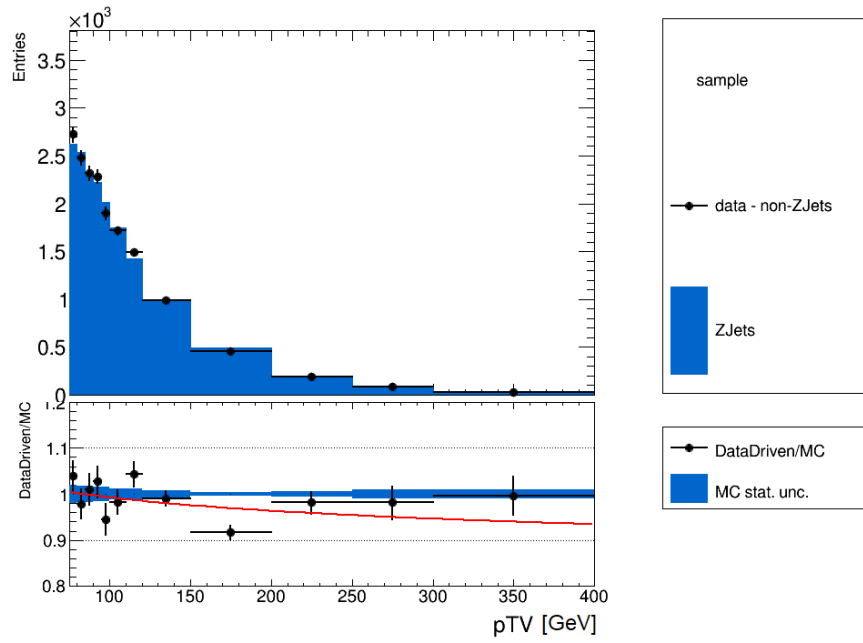 ×10³
Entries
3.5
3
2.5
2
1.5
1
0.5
0
sample
data - non-ZJets
ZJets
DataDriven/MC
1.2
1.1
1
0.9
0.8
100 150 200 250 300 350 400
pTV [GeV]
DataDriven/MC
MC stat. unc.